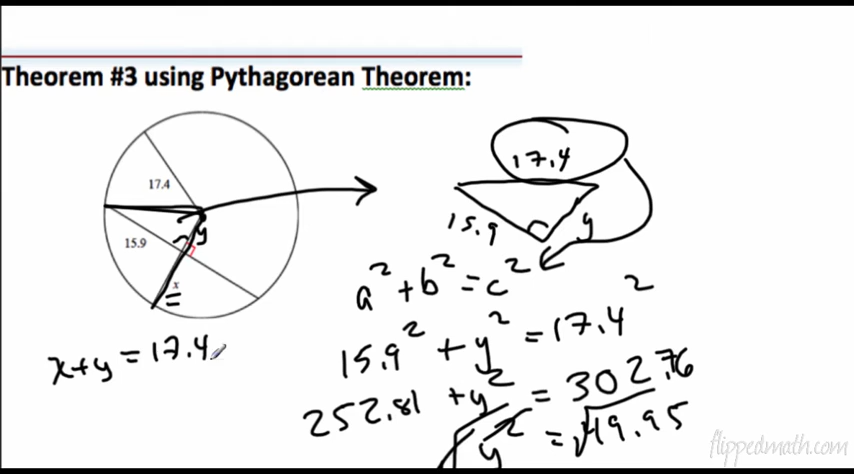 Theorem #3 using Pythagorean Theorem:
17.4
15.9
y
x
x+y=17.4
17.4
15.9
y
a²+b²=c²
15.9²+y²=17.4²
252.81+y²=302.76
√y²=√49.95
flippedmath.com